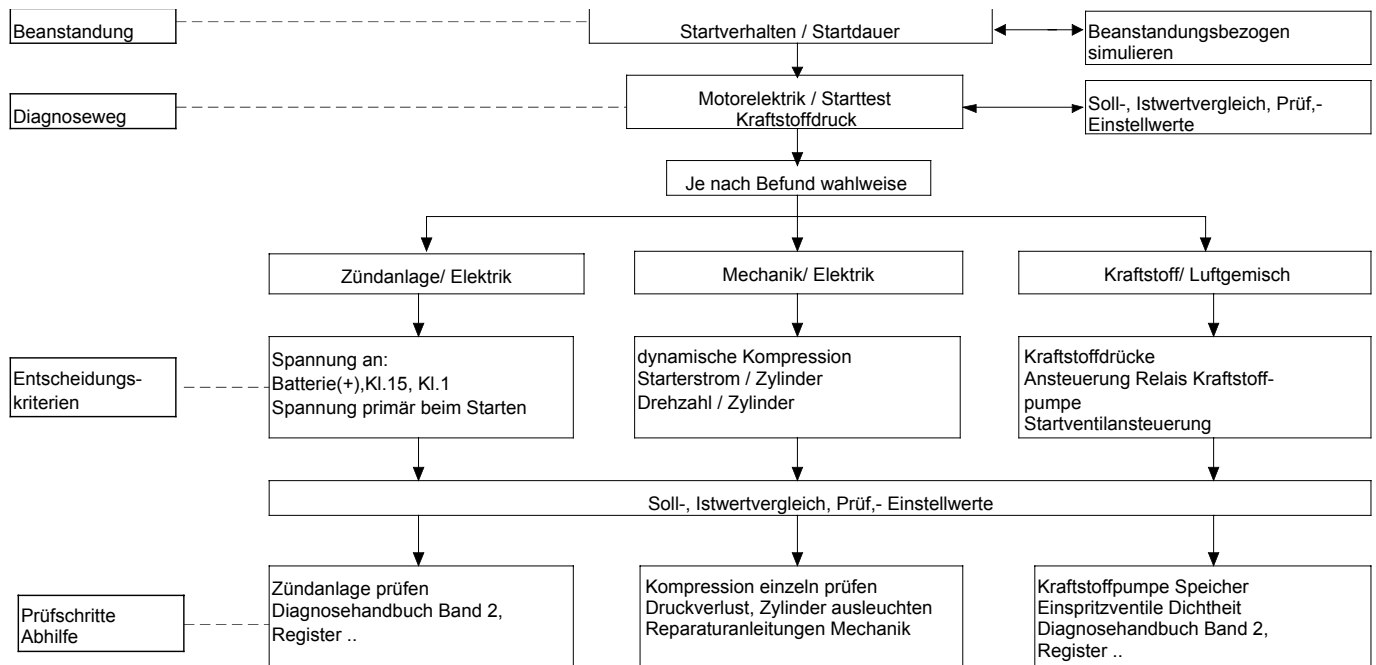 Beanstandung
Startverhalten / Startdauer
Beanstandungsbezogen
simulieren
Diagnoseweg
Motorelektrik / Starttest
Kraftstoffdruck
Soll-, Istwertvergleich, Prüf,-
Einstellwerte
Je nach Befund wahlweise
Zündanlage/ Elektrik
Mechanik/ Elektrik
Kraftstoff/ Luftgemisch
Entscheidungs-
kriterien
Spannung an:
Batterie(+),Kl.15, Kl.1
Spannung primär beim Starten
dynamische Kompression
Starterstrom / Zylinder
Drehzahl / Zylinder
Kraftstoffdrücke
Ansteuerung Relais Kraftstoff-
pumpe
Startventilansteuerung
Soll-, Istwertvergleich, Prüf,- Einstellwerte
Prüfschritte
Abhilfe
Zündanlage prüfen
Diagnosehandbuch Band 2,
Register ..
Kompression einzeln prüfen
Druckverlust, Zylinder ausleuchten
Reparaturanleitungen Mechanik
Kraftstoffpumpe Speicher
Einspritzventile Dichtheit
Diagnosehandbuch Band 2,
Register ..